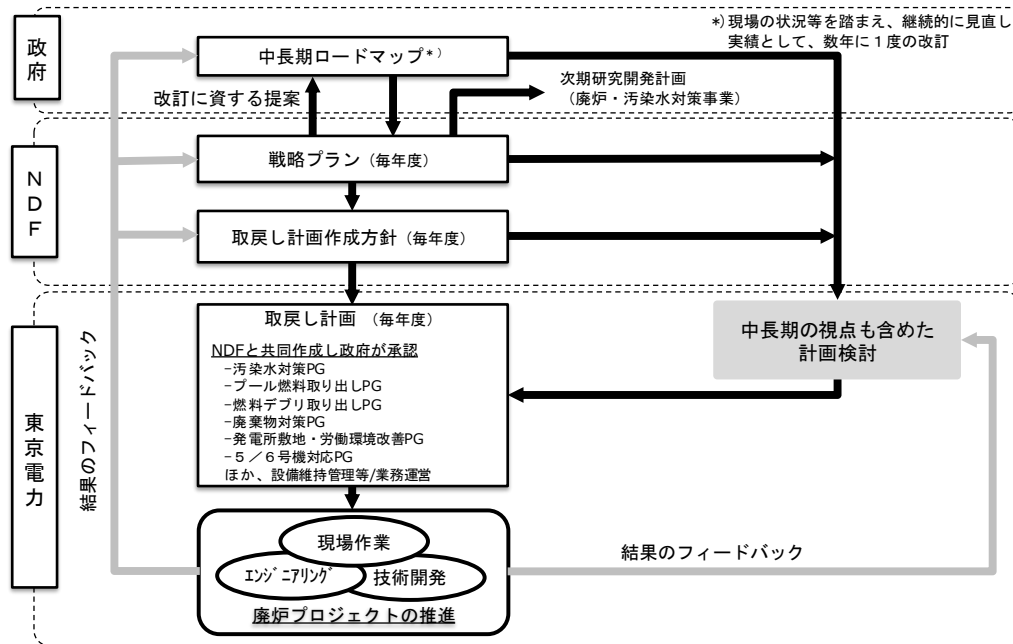 政府
中長期ロードマップ*)
*)現場の状況等を踏まえ、継続的に見直し
実績として、数年に1度の改訂
改訂に資する提案
次期研究開発計画
(廃炉・汚染水対策事業)
NDF
戦略プラン(毎年度)
取戻し計画作成方針(毎年度)
東京電力
取戻し計画 (毎年度)
NDFと共同作成し政府が承認
-汚染水対策PG
-プール燃料取り出しPG
-燃料デブリ取り出しPG
-廃棄物対策PG
-発電所敷地・労働環境改善PG
-5/6号機対応PG
ほか、設備維持管理等/業務運営
中長期の視点も含めた
計画検討
結果のフィードバック
現場作業
エンジニアリング
技術開発
廃炉プロジェクトの推進
結果のフィードバック